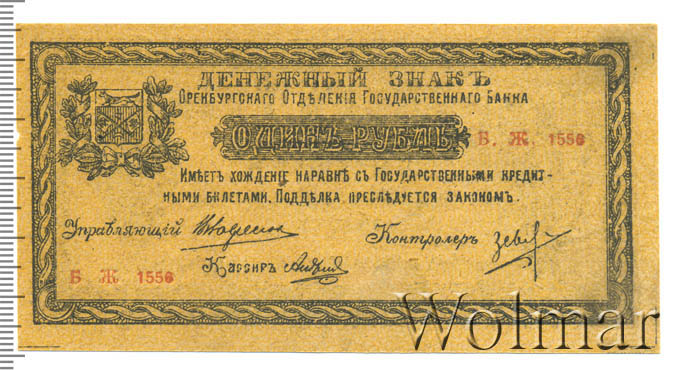 ДЕНЕЖНЫЙ ЗНАКЪ
ОРЕНБУРГСКАГО ОТДѢЛЕНІЯ ГОСУДАРСТВЕННАГО БАНКА
ОДИНЪ РУБЛЬ
Б. Ж. 1556
ИМѢЕТЪ ХОЖДЕНІЕ НАРАВНѢ СЪ ГОСУДАРСТВЕННЫМИ КРЕДИТ-
НЫМИ БИЛЕТАМИ. ПОДДѢЛКА ПРЕСЛѢДУЕТСЯ ЗАКОНОМЪ.
Управляющій
Контролеръ
Кассиръ
Б Ж 1556
Wolmar